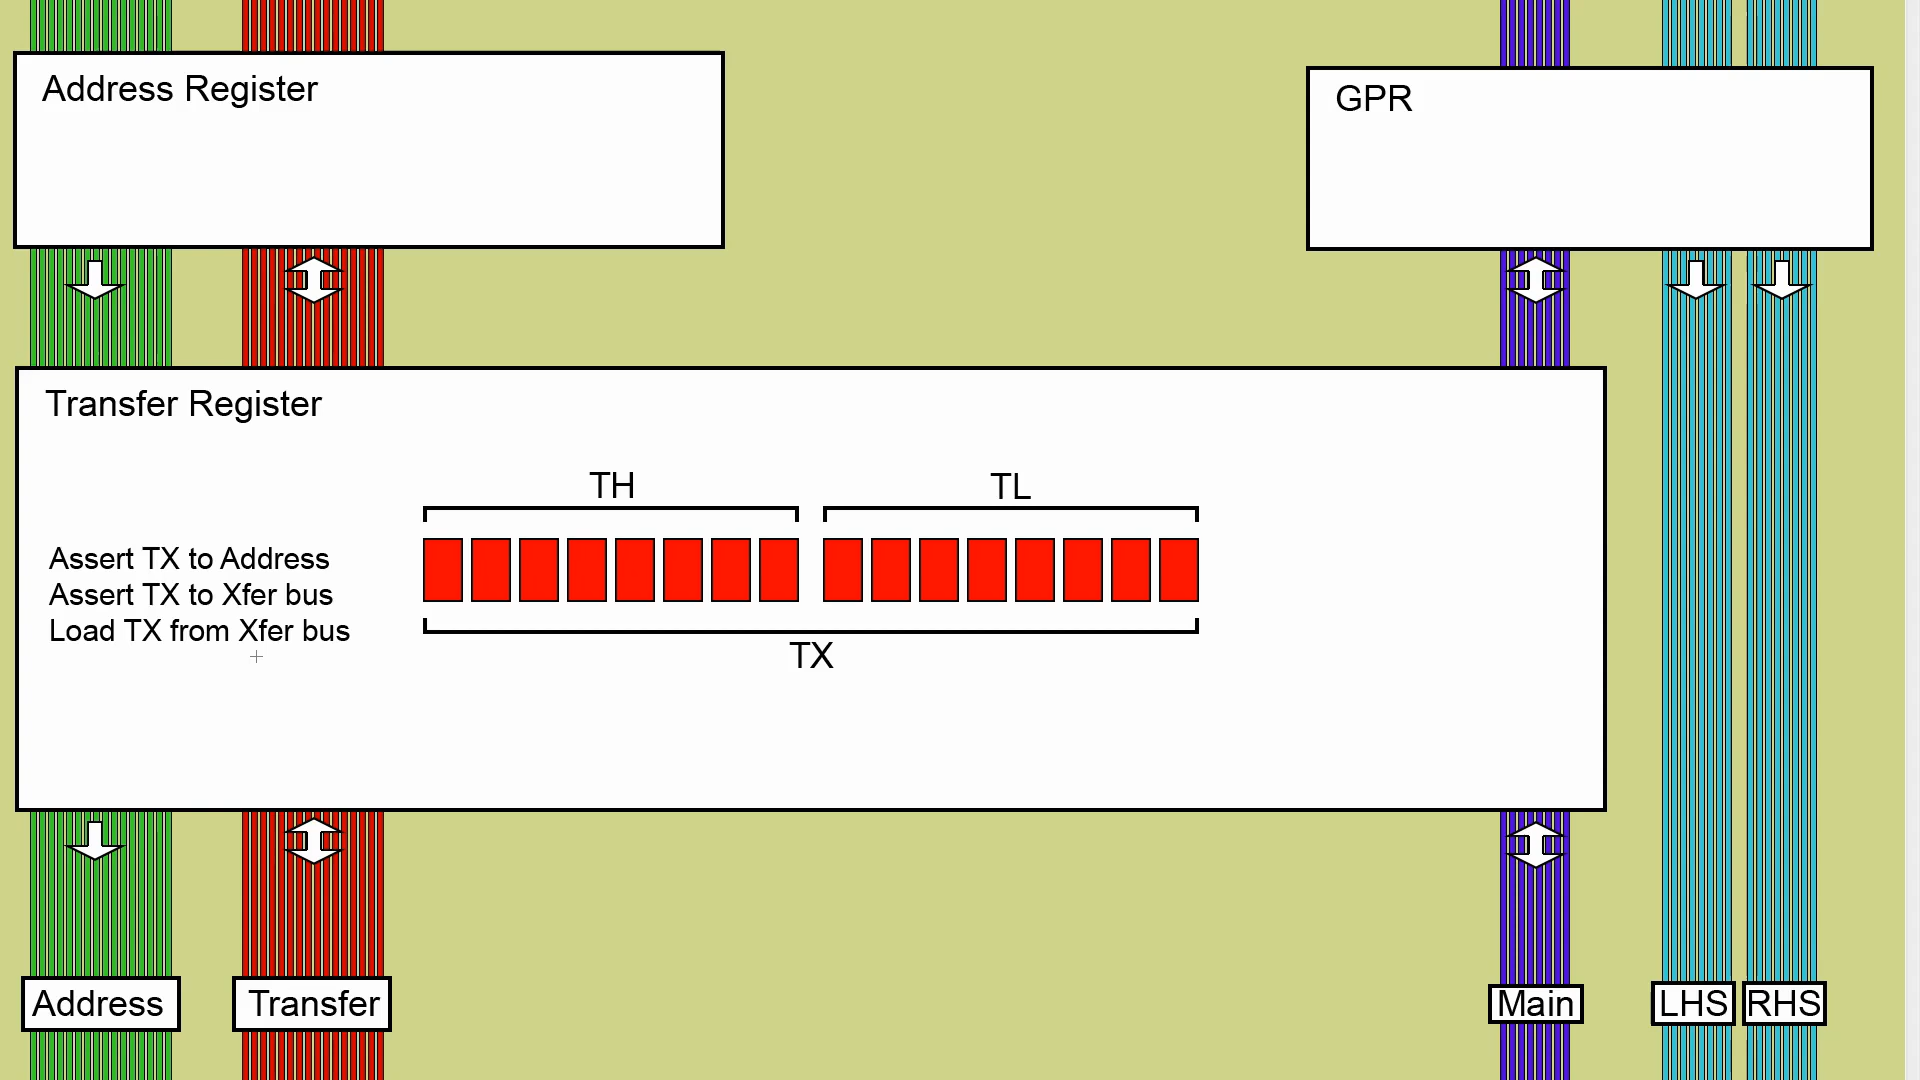 Address Register
GPR
Transfer Register
TH
TL
Assert TX to Address
Assert TX to Xfer bus
Load TX from Xfer bus
TX
Address
Transfer
Main
LHS
RHS